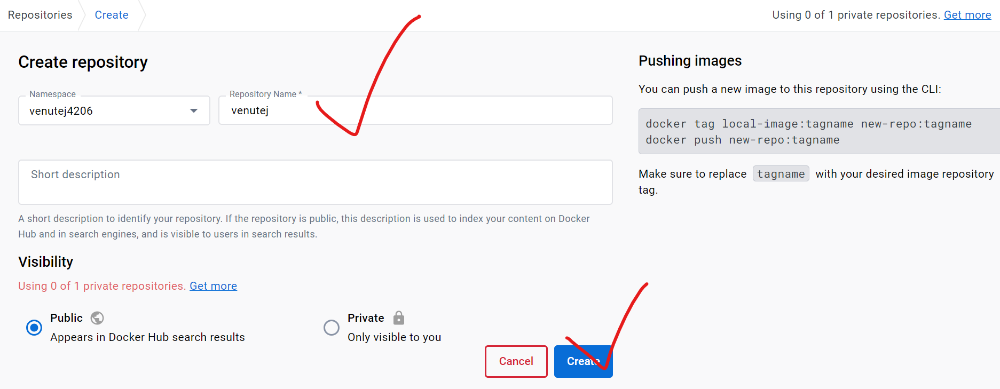 Repositories
Create
Using 0 of 1 private repositories. Get more
Create repository
Namespace
venutej4206
Repository Name *
venutej
Short description
A short description to identify your repository. If the repository is public, this description is used to index your content on Docker
Hub and in search engines, and is visible to users in search results.
Visibility
Using 0 of 1 private repositories. Get more
Public
Appears in Docker Hub search results
Private
Only visible to you
Cancel
Create
Pushing images
You can push a new image to this repository using the CLI:
docker tag local-image:tagname new-repo:tagname
docker push new-repo:tagname
Make sure to replace tagname with your desired image repository
tag.